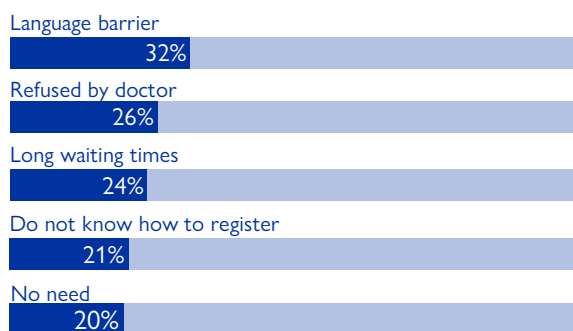 Language barrier
32%
Refused by doctor
26%
Long waiting times
24%
Do not know how to register
21%
No need
20%